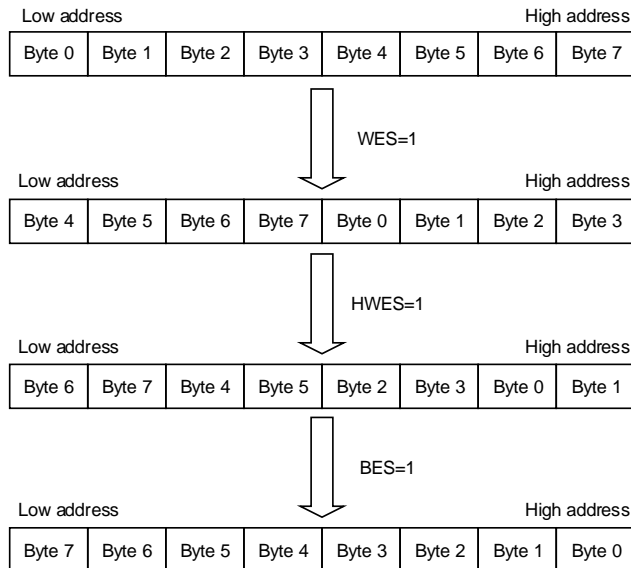 Low address High address
Byte 0 Byte 1 Byte 2 Byte 3 Byte 4 Byte 5 Byte 6 Byte 7
WES=1
Low address High address
Byte 4 Byte 5 Byte 6 Byte 7 Byte 0 Byte 1 Byte 2 Byte 3
HWES=1
Low address High address
Byte 6 Byte 7 Byte 4 Byte 5 Byte 2 Byte 3 Byte 0 Byte 1
BES=1
Low address High address
Byte 7 Byte 6 Byte 5 Byte 4 Byte 3 Byte 2 Byte 1 Byte 0